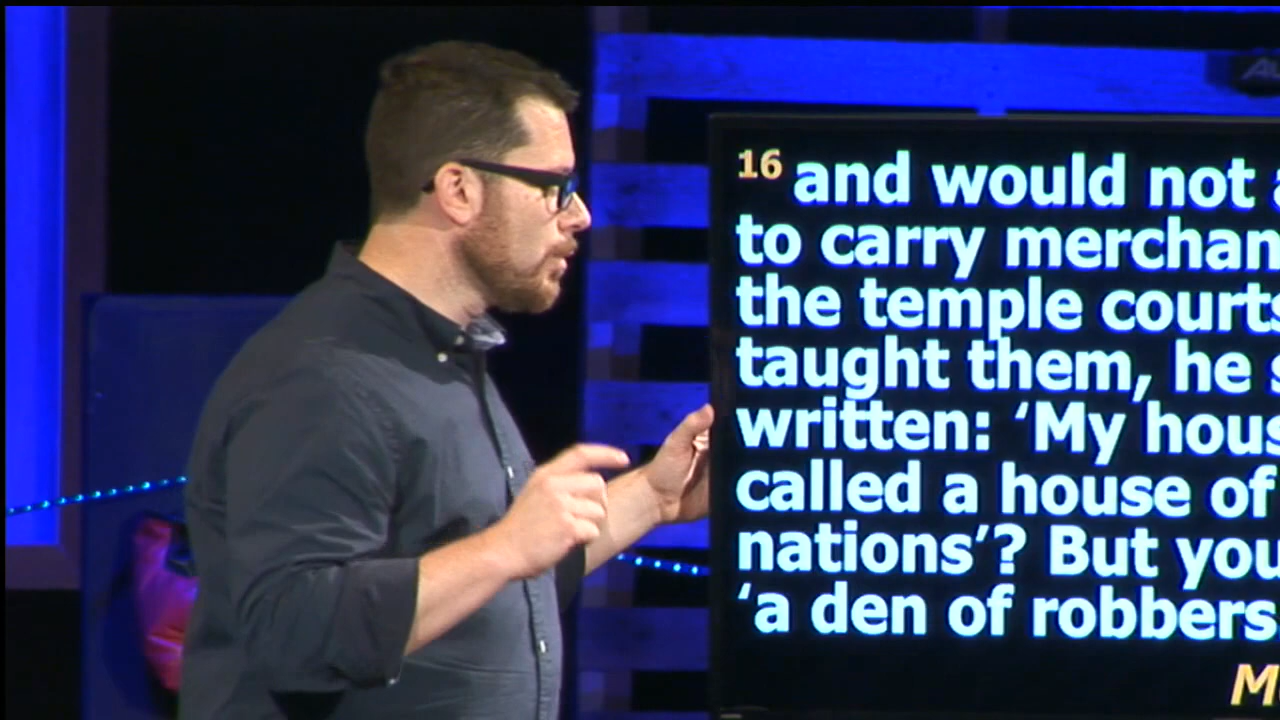 16 and would not
to carry merchan
the temple courts
taught them, he s
written: ‘My hous
called a house of
nations’? But you
‘a den of robbers
M